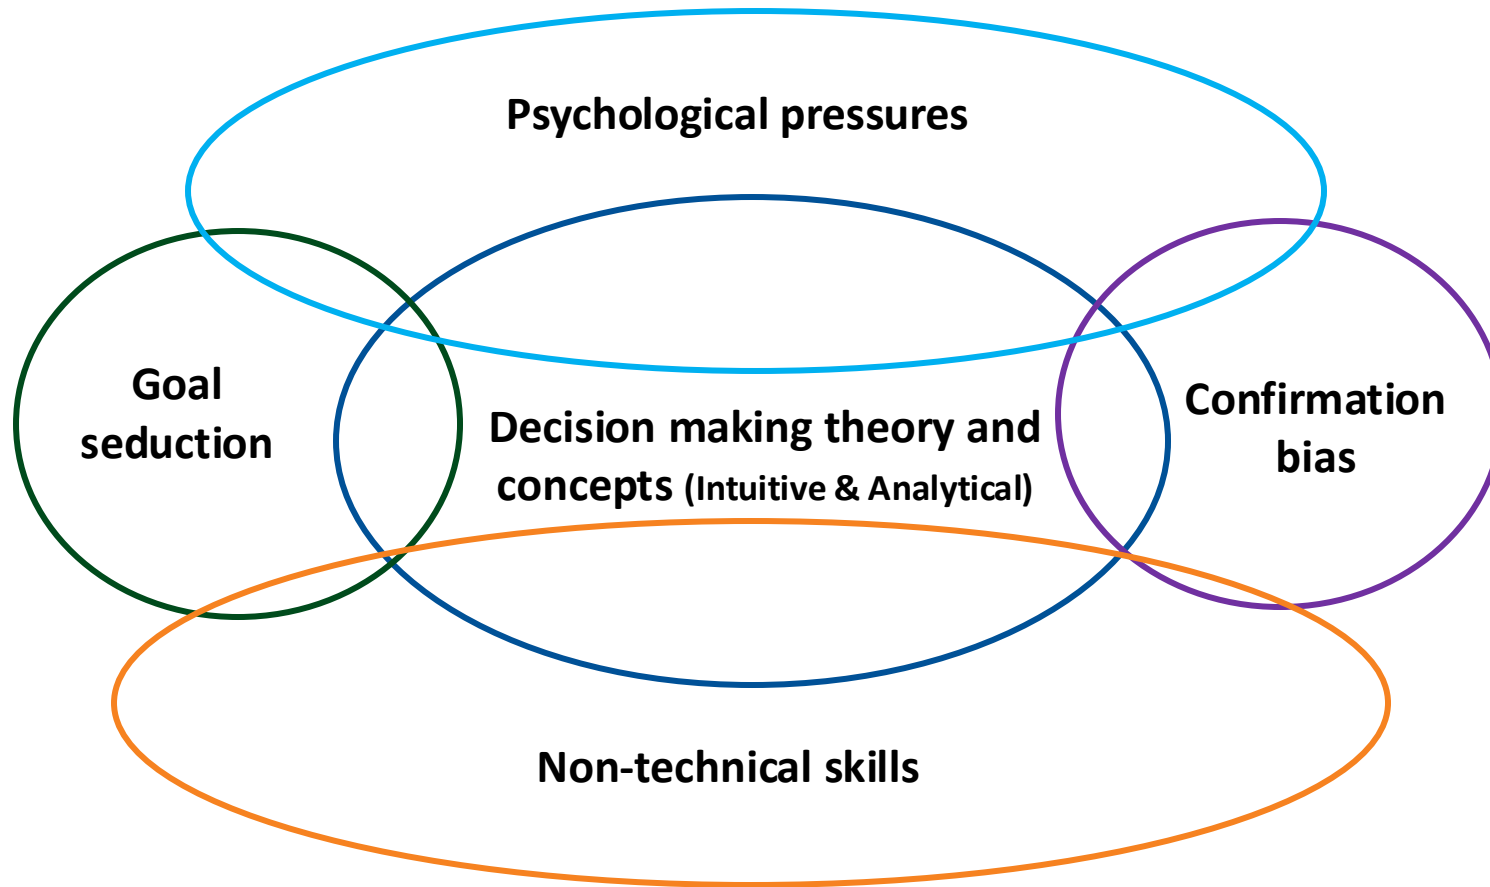 Psychological pressures
Goal
seduction
Decision making theory and
concepts (Intuitive & Analytical)
Confirmation
bias
Non-technical skills